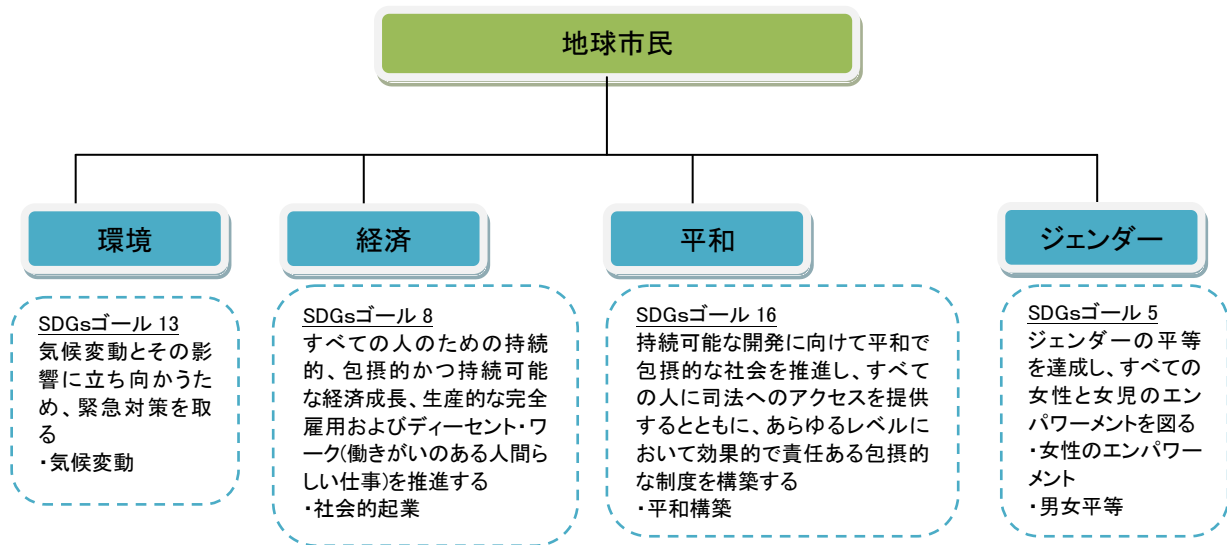 地球市民
環境
経済
平和
ジェンダー
SDGsゴール 13
気候変動とその影
響に立ち向かうた
め、緊急対策を取
る
・気候変動
SDGsゴール 8
すべての人のための持続
的、包摂的かつ持続可能
な経済成長、生産的な完全
雇用およびディーセント・ワ
ーク(働きがいのある人間ら
しい仕事)を推進する
・社会的起業
SDGsゴール 16
持続可能な開発に向けて平和で
包摂的な社会を推進し、すべて
の人に司法へのアクセスを提供
するとともに、あらゆるレベルに
おいて効果的で責任ある包摂的
な制度を構築する
・平和構築
SDGsゴール 5
ジェンダーの平等
を達成し、すべての
女性と女児のエン
パワーメントを図る
・女性のエンパワー
メント
・男女平等